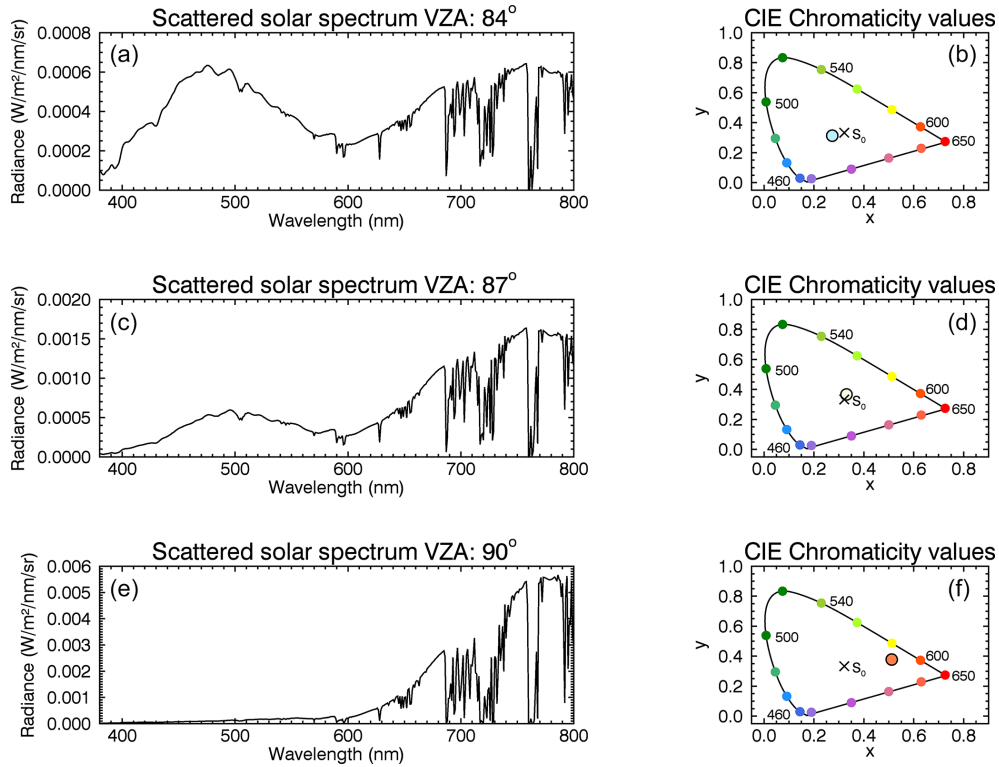 Scattered solar spectrum VZA: 84°
(a)
Radiance (W/m²/nm/sr)
0.0008
0.0006
0.0004
0.0002
0.0000
400 500 600 700 800
Wavelength (nm)
CIE Chromaticity values
(b)
y
1.0
0.8
0.6
0.4
0.2
0.0
540
500
600
650
460
S₀
0.0 0.2 0.4 0.6 0.8
x
Scattered solar spectrum VZA: 87°
(c)
Radiance (W/m²/nm/sr)
0.0020
0.0015
0.0010
0.0005
0.0000
400 500 600 700 800
Wavelength (nm)
CIE Chromaticity values
(d)
y
1.0
0.8
0.6
0.4
0.2
0.0
540
500
600
650
460
S₀
0.0 0.2 0.4 0.6 0.8
x
Scattered solar spectrum VZA: 90°
(e)
Radiance (W/m²/nm/sr)
0.006
0.005
0.004
0.003
0.002
0.001
0.000
400 500 600 700 800
Wavelength (nm)
CIE Chromaticity values
(f)
y
1.0
0.8
0.6
0.4
0.2
0.0
540
500
600
650
460
S₀
0.0 0.2 0.4 0.6 0.8
x